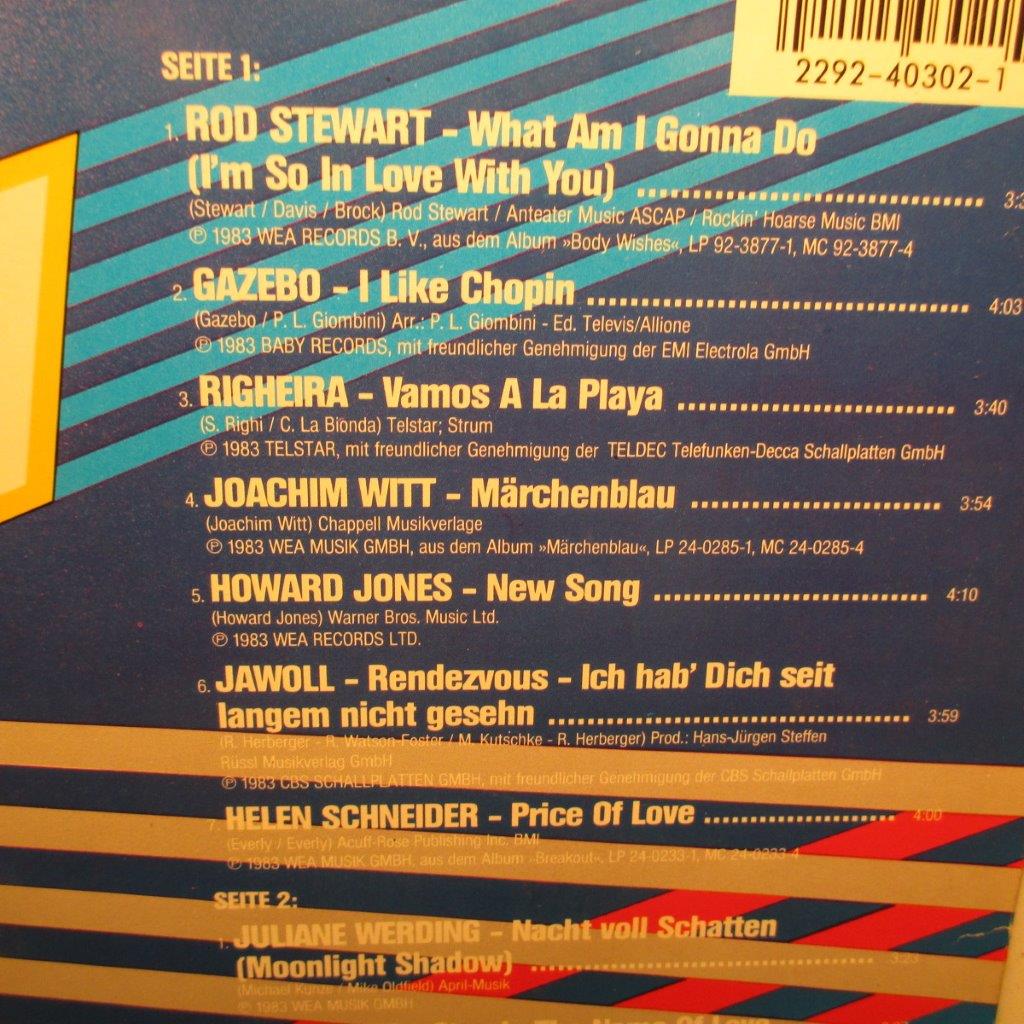 2292-40302-1
SEITE 1:
1. ROD STEWART – What Am I Gonna Do
(I'm So In Love With You) ........................
(Stewart / Davis / Brock) Rod Stewart / Anteater Music ASCAP / Rockin' Hoarse Music BMI
℗ 1983 WEA RECORDS B. V., aus dem Album »Body Wishes«, LP 92-3877-1, MC 92-3877-4
2. GAZEBO – I Like Chopin ........................ 4:03
(Gazebo / P. L. Giombini) Arr.: P. L. Giombini - Ed. Televis/Allione
℗ 1983 BABY RECORDS, mit freundlicher Genehmigung der EMI Electrola GmbH
3. RIGHEIRA – Vamos A La Playa ........................ 3:40
(S. Righi / C. La Bionda) Telstar; Strum
℗ 1983 TELSTAR, mit freundlicher Genehmigung der TELDEC Telefunken-Decca Schallplatten GmbH
4. JOACHIM WITT – Märchenblau ........................ 3:54
(Joachim Witt) Chappell Musikverlage
℗ 1983 WEA MUSIK GMBH, aus dem Album »Märchenblau«, LP 24-0285-1, MC 24-0285-4
5. HOWARD JONES – New Song ........................ 4:10
(Howard Jones) Warner Bros. Music Ltd.
℗ 1983 WEA RECORDS LTD.
6. JAWOLL – Rendezvous – Ich hab' Dich seit
langem nicht gesehn ........................ 3:59
(R. Herberger - R. Watson-Foster / M. Kutschke - R. Herberger) Prod.: Hans-Jürgen Steffen
Rüssl Musikverlag GmbH
℗ 1983 CBS SCHALLPLATTEN GMBH, mit freundlicher Genehmigung der CBS Schallplatten GmbH
7. HELEN SCHNEIDER – Price Of Love ................ 4:00
(Everly / Everly) Acuff-Rose Publishing Inc. BMI
℗ 1983 WEA MUSIK GMBH, aus dem Album »Breakout«, LP 24-0233-1, MC 24-0233-4
SEITE 2:
1. JULIANE WERDING – Nacht voll Schatten
(Moonlight Shadow) ........................ 3:23
(Michael Kunze / Mike Oldfield) April-Musik
℗ 1983 WEA MUSIK GMBH
The Name Of Love